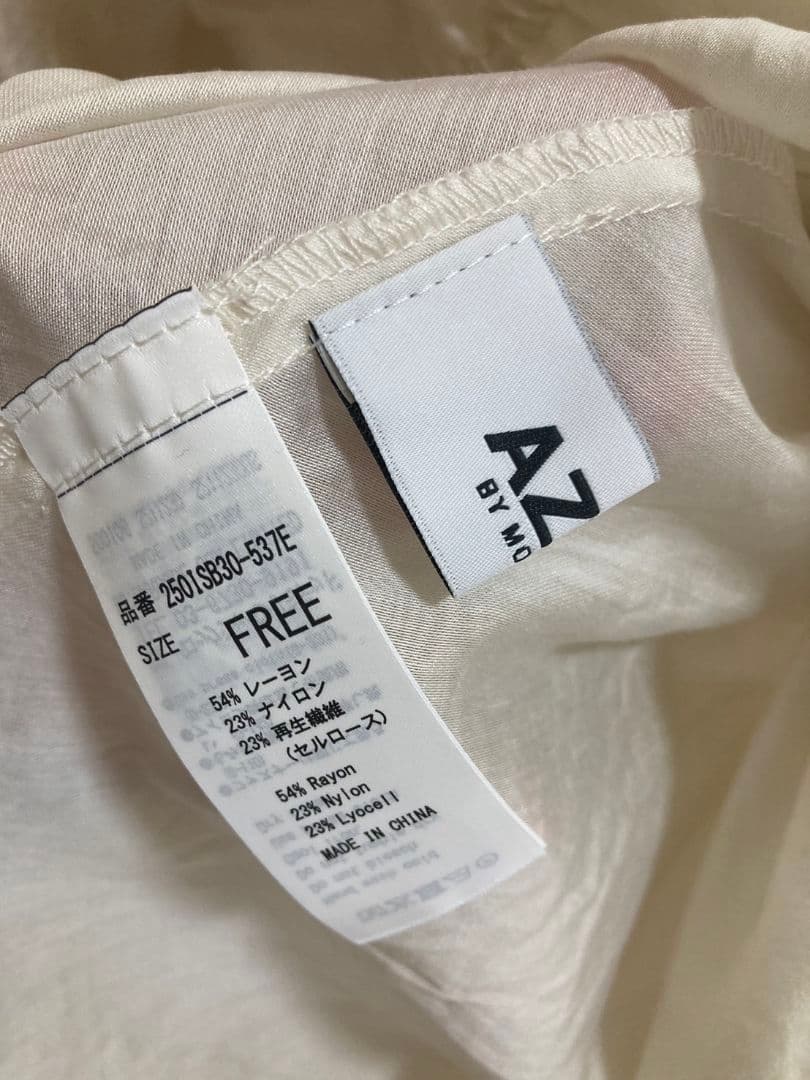 品番 2501SB30-537E
SIZE FREE
54% レーヨン
23% ナイロン
23% 再生繊維
(セルロース)
54% Rayon
23% Nylon
23% Lyocell
MADE IN CHINA
AZ
BY MO